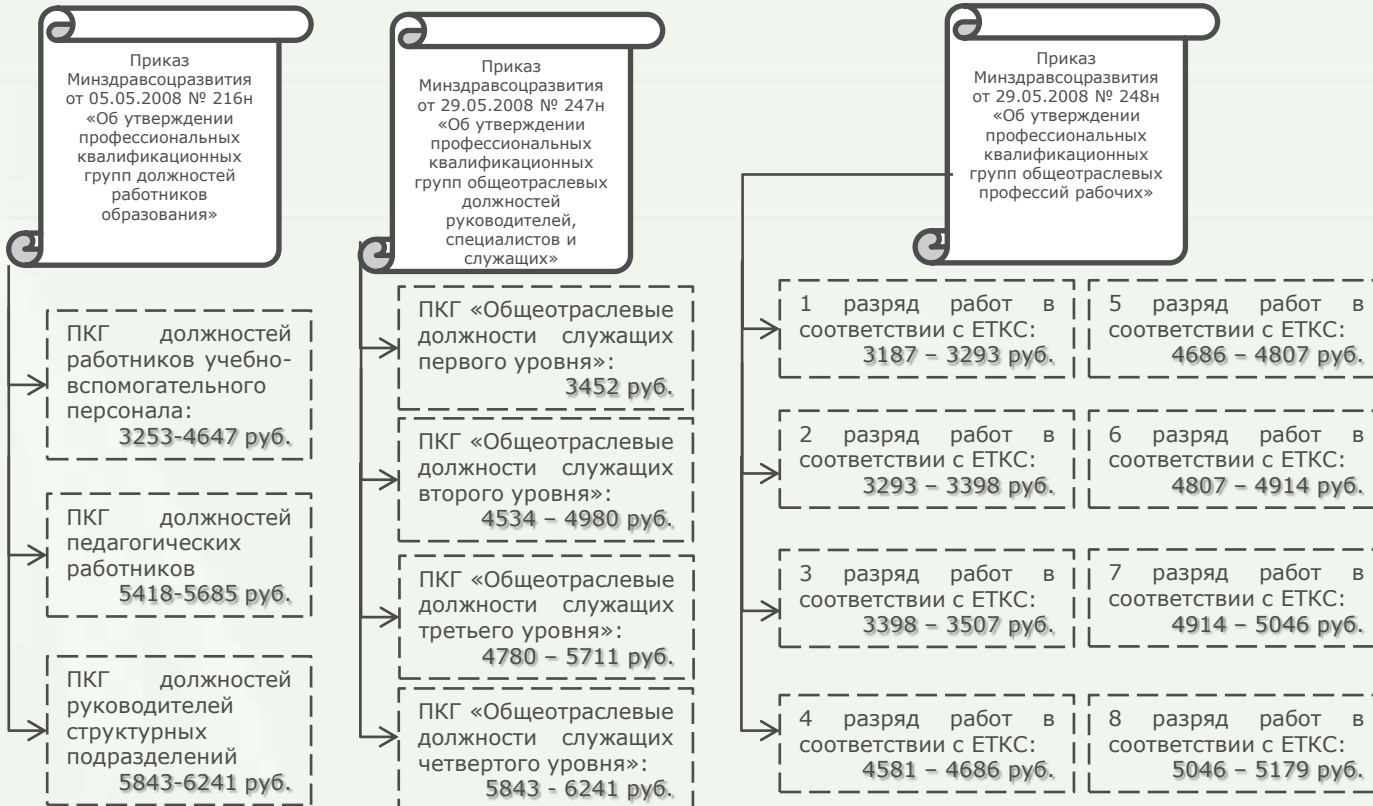 Приказ
Минздравсоцразвития
от 05.05.2008 № 216н
«Об утверждении
профессиональных
квалификационных
групп должностей
работников
образования»
ПКГ должностей
работников учебно-
вспомогательного
персонала:
3253-4647 руб.
ПКГ должностей
педагогических
работников
5418-5685 руб.
ПКГ должностей
руководителей
структурных
подразделений
5843-6241 руб.
Приказ
Минздравсоцразвития
от 29.05.2008 № 247н
«Об утверждении
профессиональных
квалификационных
групп общеотраслевых
должностей
руководителей,
специалистов и
служащих»
ПКГ «Общеотраслевые
должности служащих
первого уровня»:
3452 руб.
ПКГ «Общеотраслевые
должности служащих
второго уровня»:
4534 – 4980 руб.
ПКГ «Общеотраслевые
должности служащих
третьего уровня»:
4780 – 5711 руб.
ПКГ «Общеотраслевые
должности служащих
четвертого уровня»:
5843 - 6241 руб.
Приказ
Минздравсоцразвития
от 29.05.2008 № 248н
«Об утверждении
профессиональных
квалификационных
групп общеотраслевых
профессий рабочих»
1 разряд работ в
соответствии с ЕТКС:
3187 – 3293 руб.
2 разряд работ в
соответствии с ЕТКС:
3293 – 3398 руб.
3 разряд работ в
соответствии с ЕТКС:
3398 – 3507 руб.
4 разряд работ в
соответствии с ЕТКС:
4581 – 4686 руб.
5 разряд работ в
соответствии с ЕТКС:
4686 – 4807 руб.
6 разряд работ в
соответствии с ЕТКС:
4807 – 4914 руб.
7 разряд работ в
соответствии с ЕТКС:
4914 – 5046 руб.
8 разряд работ в
соответствии с ЕТКС:
5046 – 5179 руб.